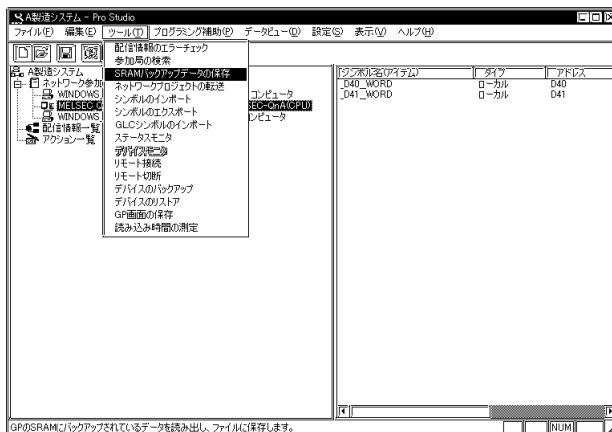 A製造システム - Pro Studio
ファイル(F) 編集(E) ツール(T) プログラミング補助(P) データビュー(D) 設定(S) 表示(V) ヘルプ(H)
配信情報のエラーチェック
参加局の検索
SRAMバックアップデータの保存
ネットワークプロジェクトの転送
シンボルのインポート
シンボルのエクスポート
GLCシンボルのインポート
ステータスモニタ
デバイスモニタ
リモート接続
リモート切断
デバイスのバックアップ
デバイスのリストア
GP画面の保存
読み込み時間の測定
A製造システム
ネットワーク参加
WINDOWS コンピュータ
MELSEC SEC-QnA(CPU)
WINDOWS ンピュータ
配信情報一覧
アクション一覧
シンボル名(アイテム) タイプ アドレス
_D40_WORD ローカル D40
_D41_WORD ローカル D41
GPのSRAMにバックアップされているデータを読み出し、ファイルに保存します。 NUM